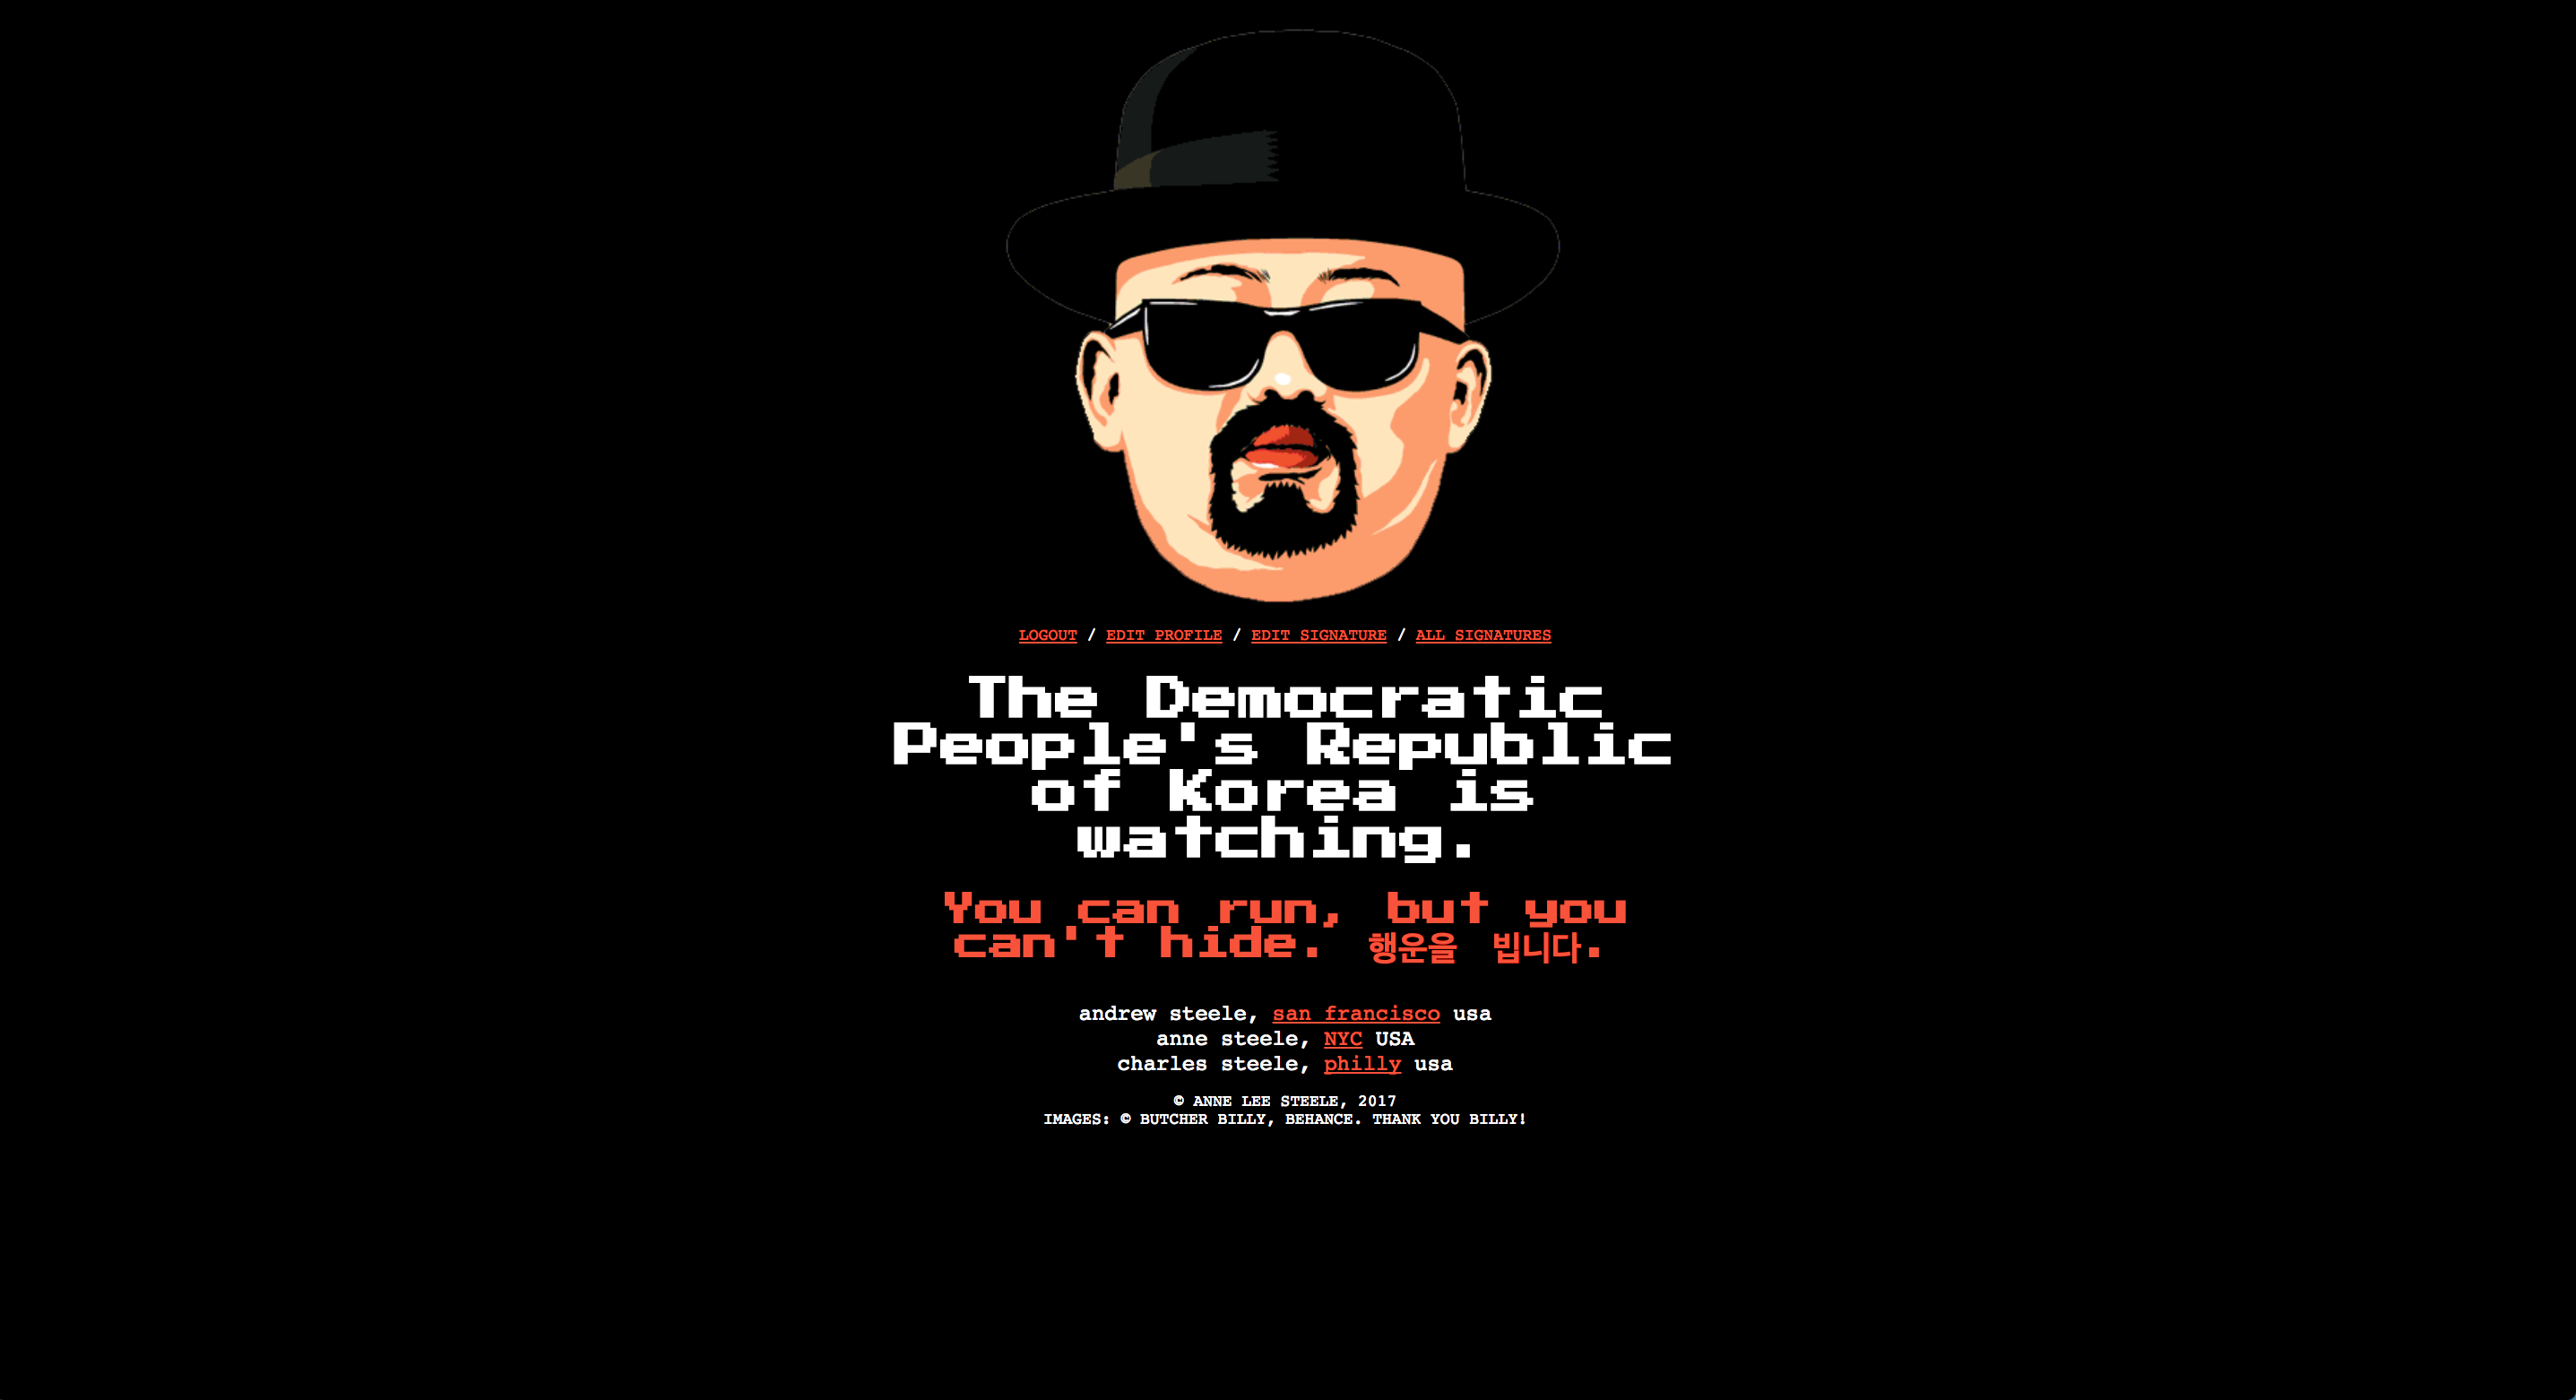 LOGOUT / EDIT PROFILE / EDIT SIGNATURE / ALL SIGNATURES
The Democratic
People's Republic
of Korea is
watching.
You can run, but you
can't hide. 행운을 빕니다.
andrew steele, san francisco usa
anne steele, NYC USA
charles steele, philly usa
© ANNE LEE STEELE, 2017
IMAGES: © BUTCHER BILLY, BEHANCE. THANK YOU BILLY!